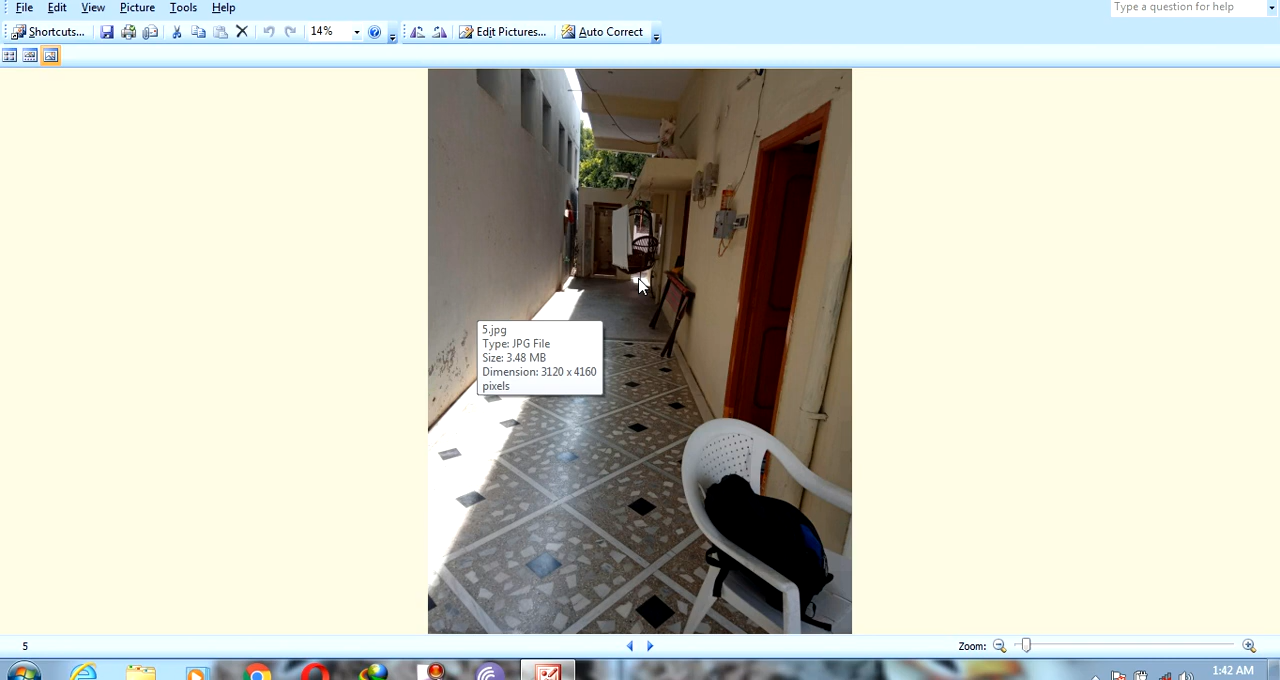 File Edit View Picture Tools Help
Type a question for help
Shortcuts... 14% Edit Pictures... Auto Correct
5.jpg
Type: JPG File
Size: 3.48 MB
Dimension: 3120 x 4160
pixels
5 Zoom:
1:42 AM